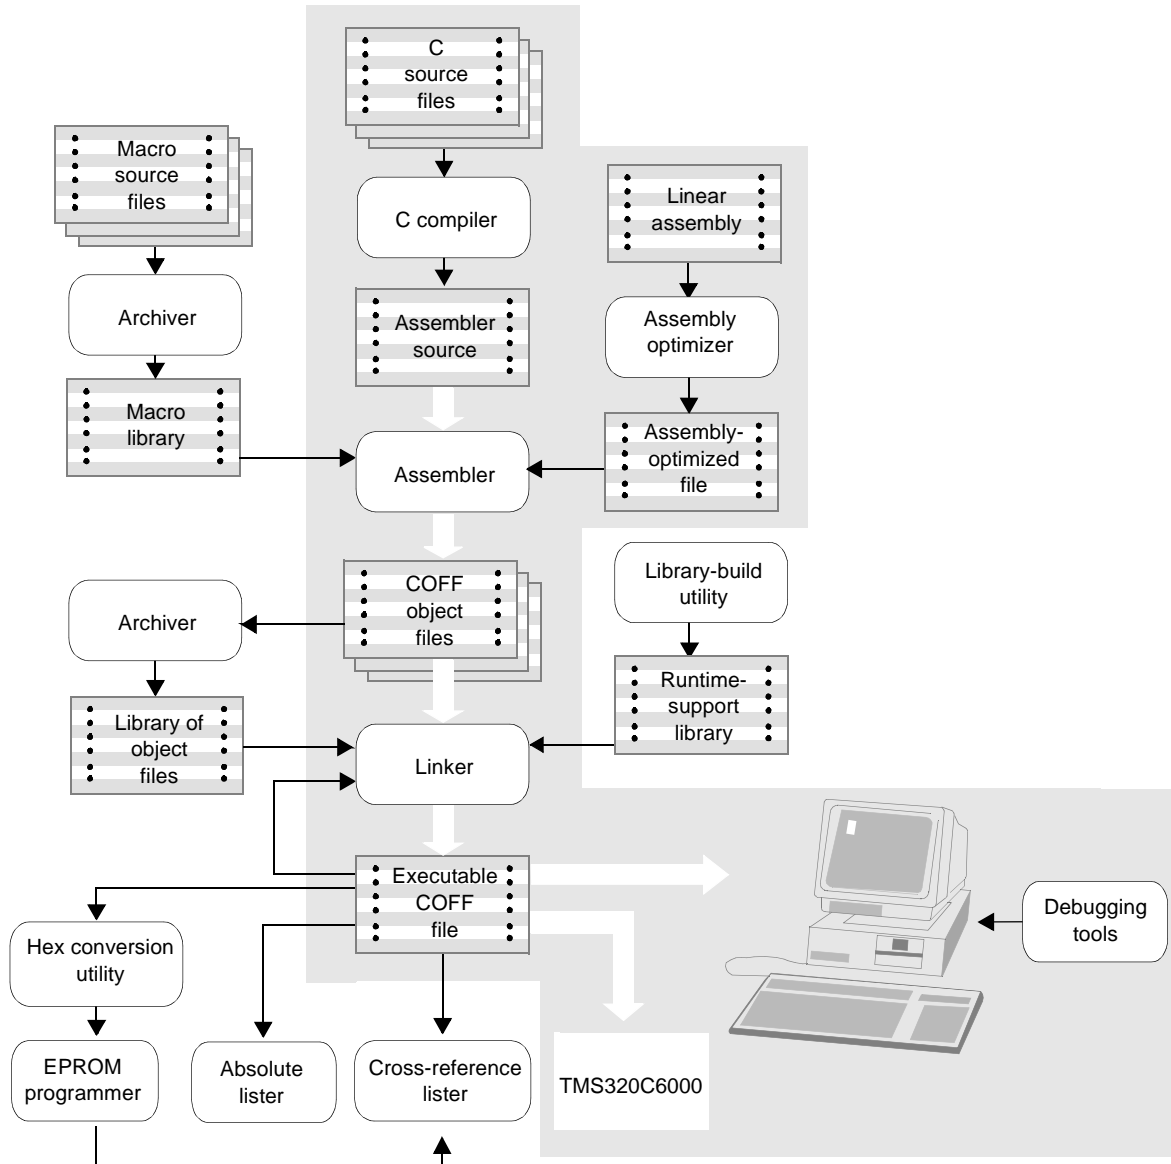 C
source
files
Macro
source
files
C compiler
Linear
assembly
Archiver
Assembler
source
Assembly
optimizer
Macro
library
Assembler
Assembly-
optimized
file
Archiver
COFF
object
files
Library-build
utility
Library of
object
files
Linker
Runtime-
support
library
Executable
COFF
file
Debugging
tools
Hex conversion
utility
EPROM
programmer
Absolute
lister
Cross-reference
lister
TMS320C6000